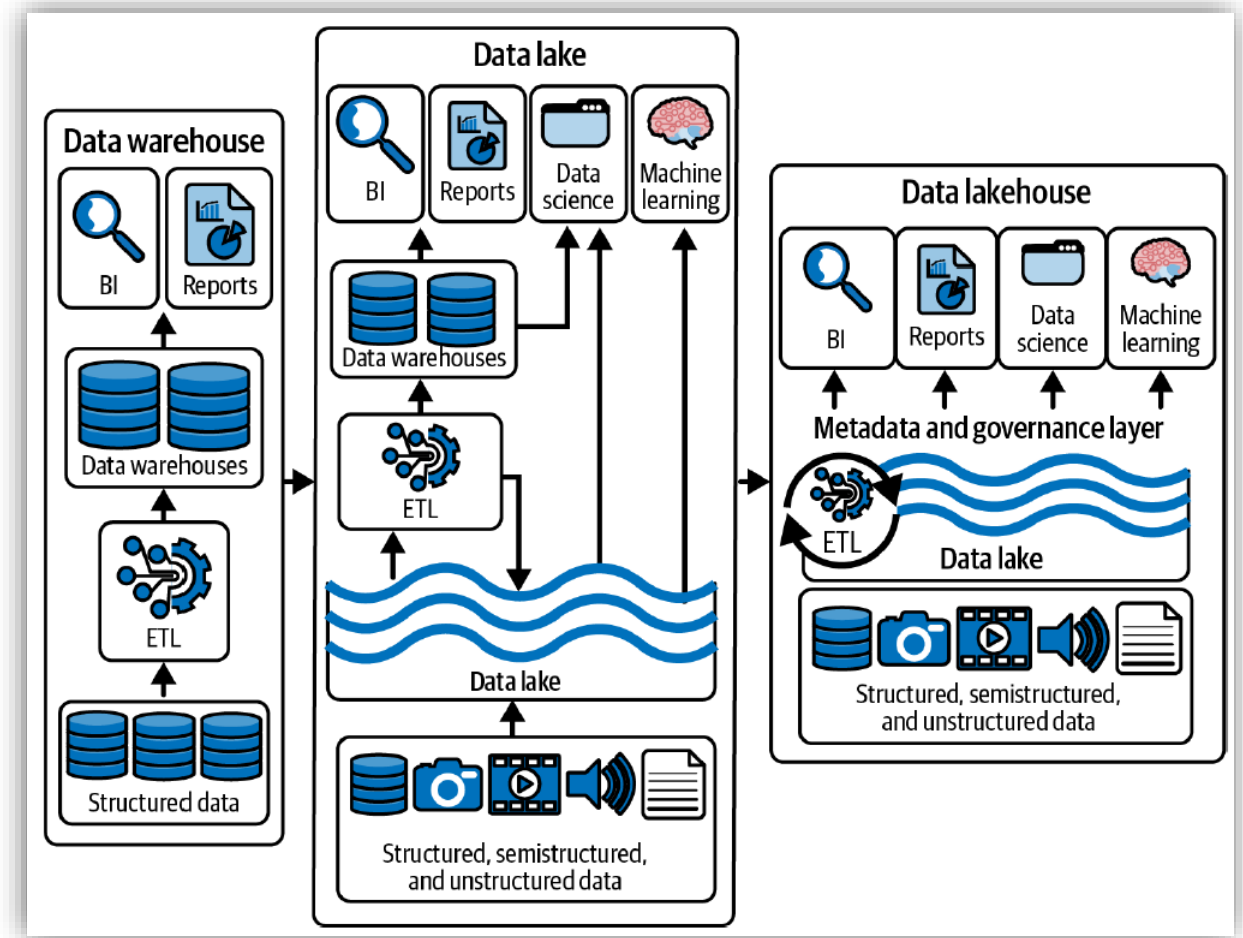 Data warehouse
BI
Reports
Data warehouses
ETL
Structured data
Data lake
BI
Reports
Data
science
Machine
learning
Data warehouses
ETL
Data lake
Structured, semistructured,
and unstructured data
Data lakehouse
BI
Reports
Data
science
Machine
learning
Metadata and governance layer
ETL
Data lake
Structured, semistructured,
and unstructured data